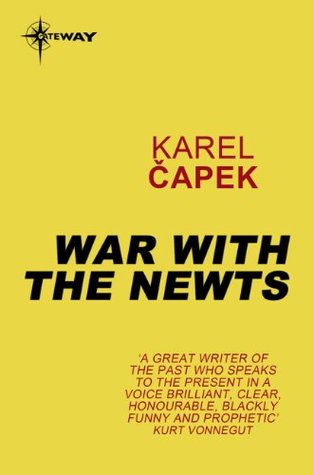 GATEWAY
KAREL
ČAPEK
WAR WITH
THE NEWTS
'A GREAT WRITER OF
THE PAST WHO SPEAKS
TO THE PRESENT IN A
VOICE BRILLIANT, CLEAR,
HONOURABLE, BLACKLY
FUNNY AND PROPHETIC'
KURT VONNEGUT